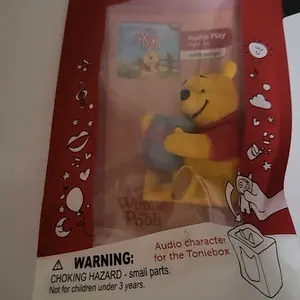 Audio Play
with songs
Winnie
Pooh
Audio character
for the Toniebox
WARNING:
CHOKING HAZARD - small parts.
Not for children under 3 years.